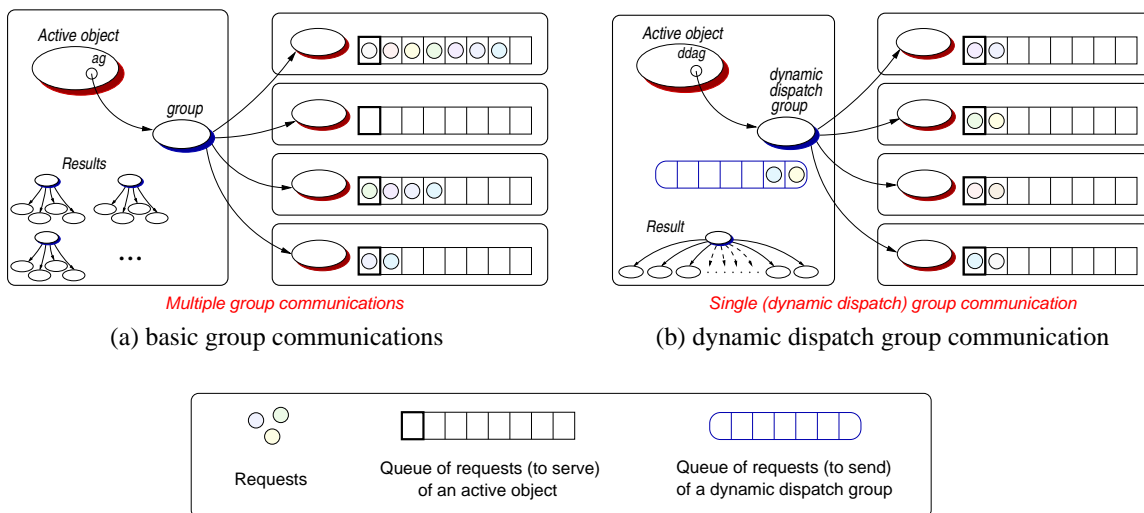 Active object
ag
group
Results
...
Multiple group communications
(a) basic group communications
Active object
ddag
dynamic
dispatch
group
Result
Single (dynamic dispatch) group communication
(b) dynamic dispatch group communication
Requests
Queue of requests (to serve)
of an active object
Queue of requests (to send)
of a dynamic dispatch group